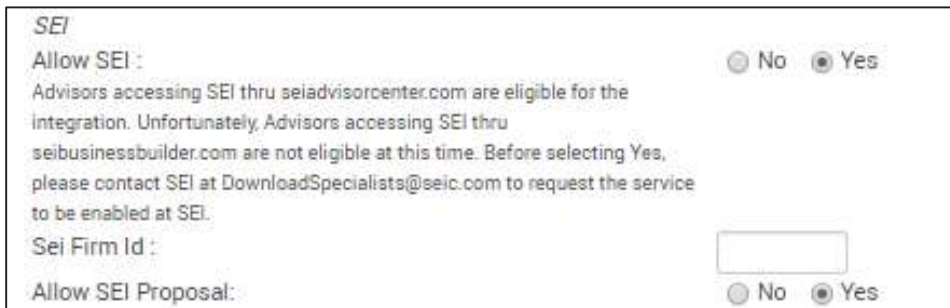 SEI
Allow SEI : No Yes
Advisors accessing SEI thru seiadvisorcenter.com are eligible for the
integration. Unfortunately, Advisors accessing SEI thru
seibusinessbuilder.com are not eligible at this time. Before selecting Yes,
please contact SEI at DownloadSpecialists@seic.com to request the service
to be enabled at SEI.
Sei Firm Id :
Allow SEI Proposal: No Yes